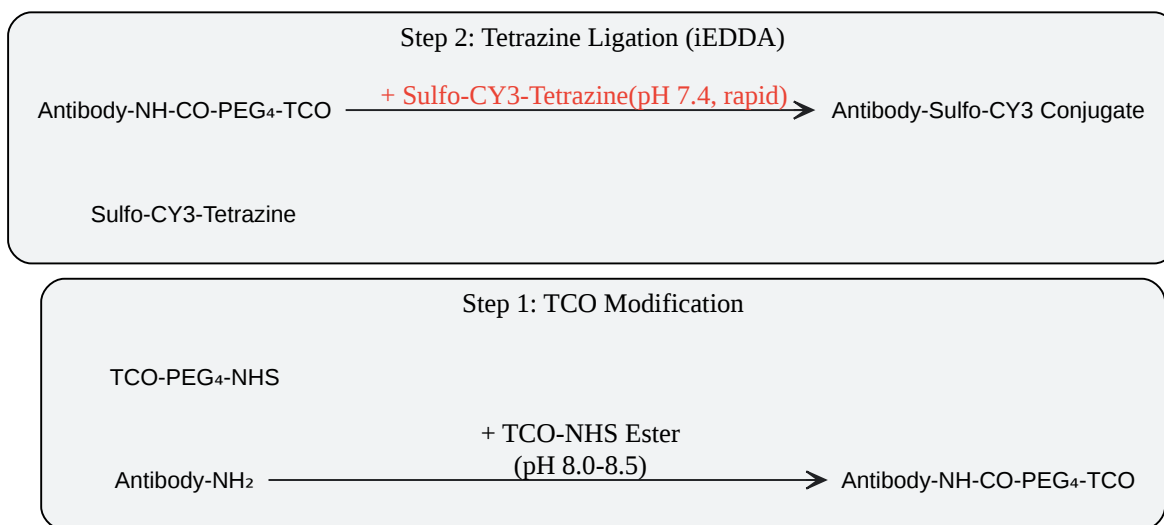 Step 2: Tetrazine Ligation (iEDDA)
+ Sulfo-CY3-Tetrazine(pH 7.4, rapid)
Antibody-NH-CO-PEG₄-TCO
Antibody-Sulfo-CY3 Conjugate
Sulfo-CY3-Tetrazine
Step 1: TCO Modification
TCO-PEG₄-NHS
+ TCO-NHS Ester
(pH 8.0-8.5)
Antibody-NH₂
Antibody-NH-CO-PEG₄-TCO